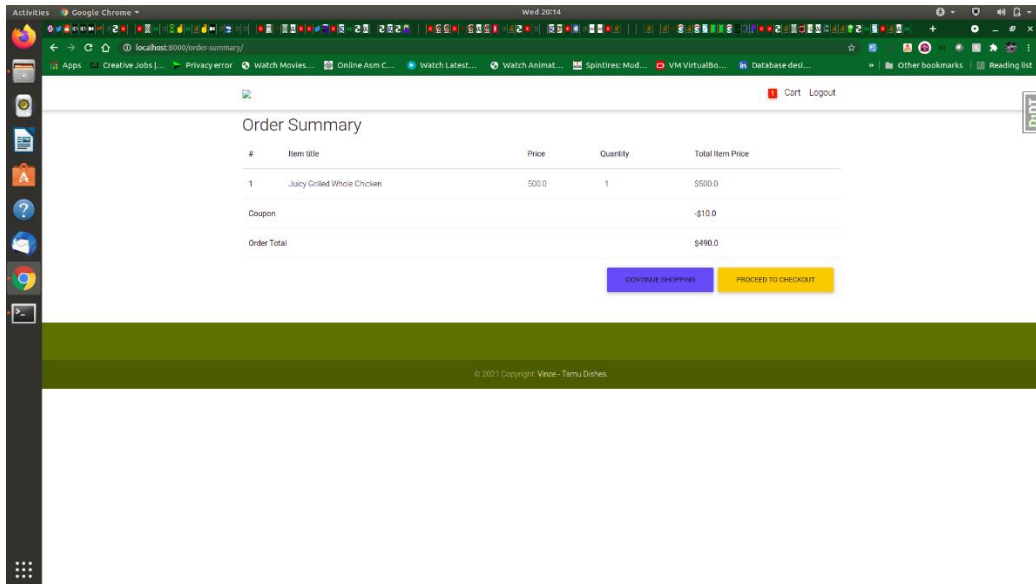 Activities Google Chrome Wed 20:14
localhost:8000/order-summary/
Apps Creative Jobs |... Privacy error Watch Movies... Online Asm C... Watch Latest... Watch Animat... Spintires: Mud... VM VirtualBo... Database desi... » Other bookmarks Reading list
1 Cart Logout
DjDT
Order Summary
# Item title Price Quantity Total Item Price
1 Juicy Grilled Whole Chicken 500.0 1 $500.0
Coupon -$10.0
Order Total $490.0
CONTINUE SHOPPING PROCEED TO CHECKOUT
© 2021 Copyright: Vince - Tamu Dishes.